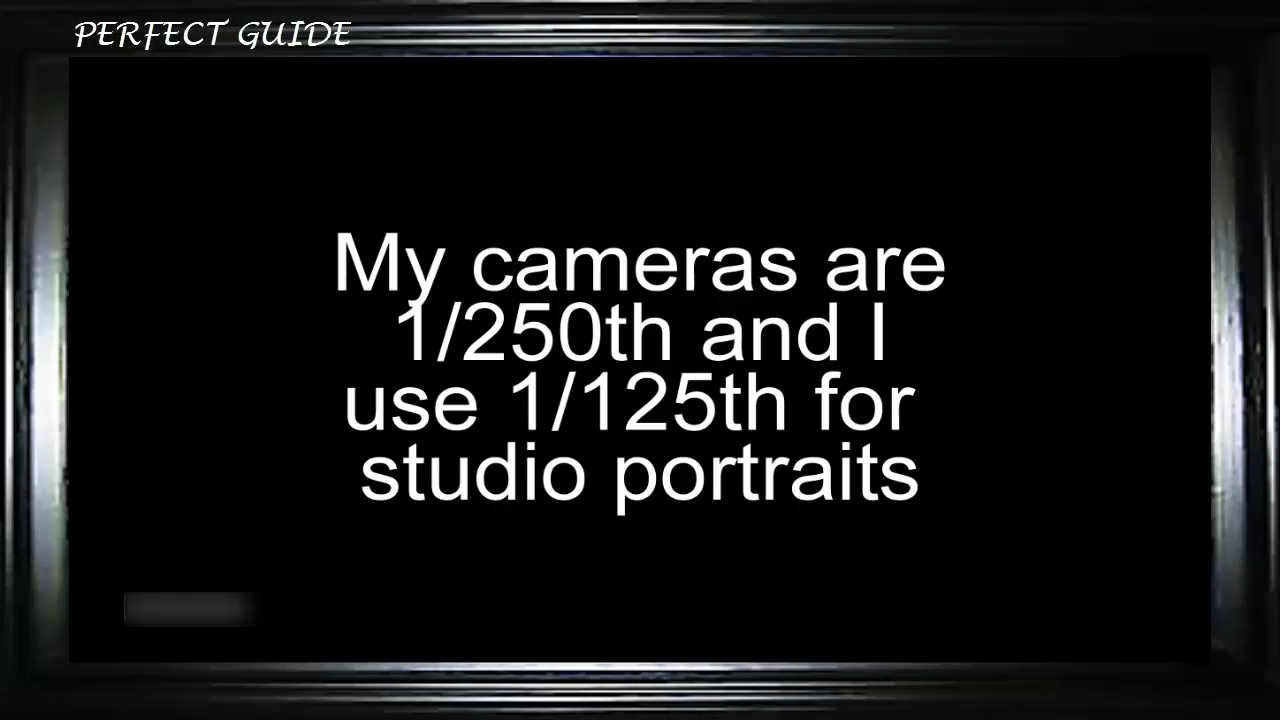 PERFECT GUIDE
My cameras are
1/250th and I
use 1/125th for
studio portraits